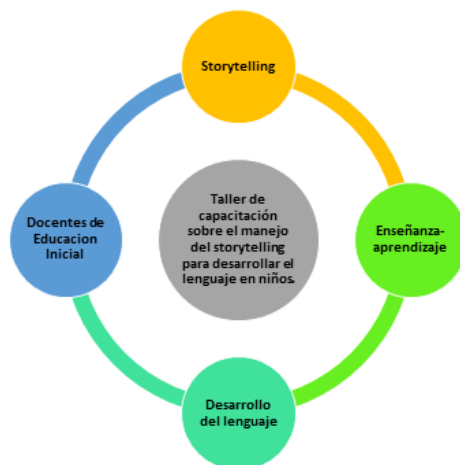 Storytelling
Docentes de
Educacion
Inicial
Taller de
capacitación
sobre el manejo
del storytelling
para desarrollar el
lenguaje en niños.
Enseñanza-
aprendizaje
Desarrollo
del lenguaje